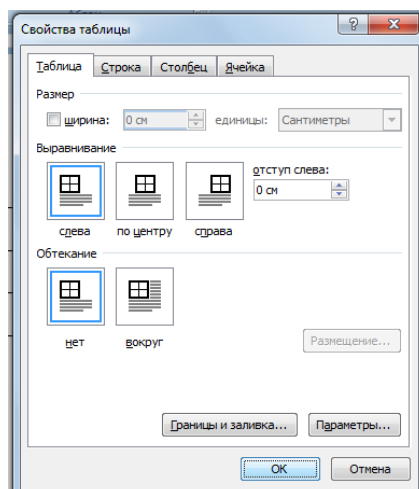 Свойства таблицы
Таблица Строка Столбец Ячейка
Размер
ширина: 0 см единицы: Сантиметры
Выравнивание
отступ слева:
0 см
слева по центру справа
Обтекание
нет вокруг
Размещение...
Границы и заливка... Параметры...
ОК Отмена